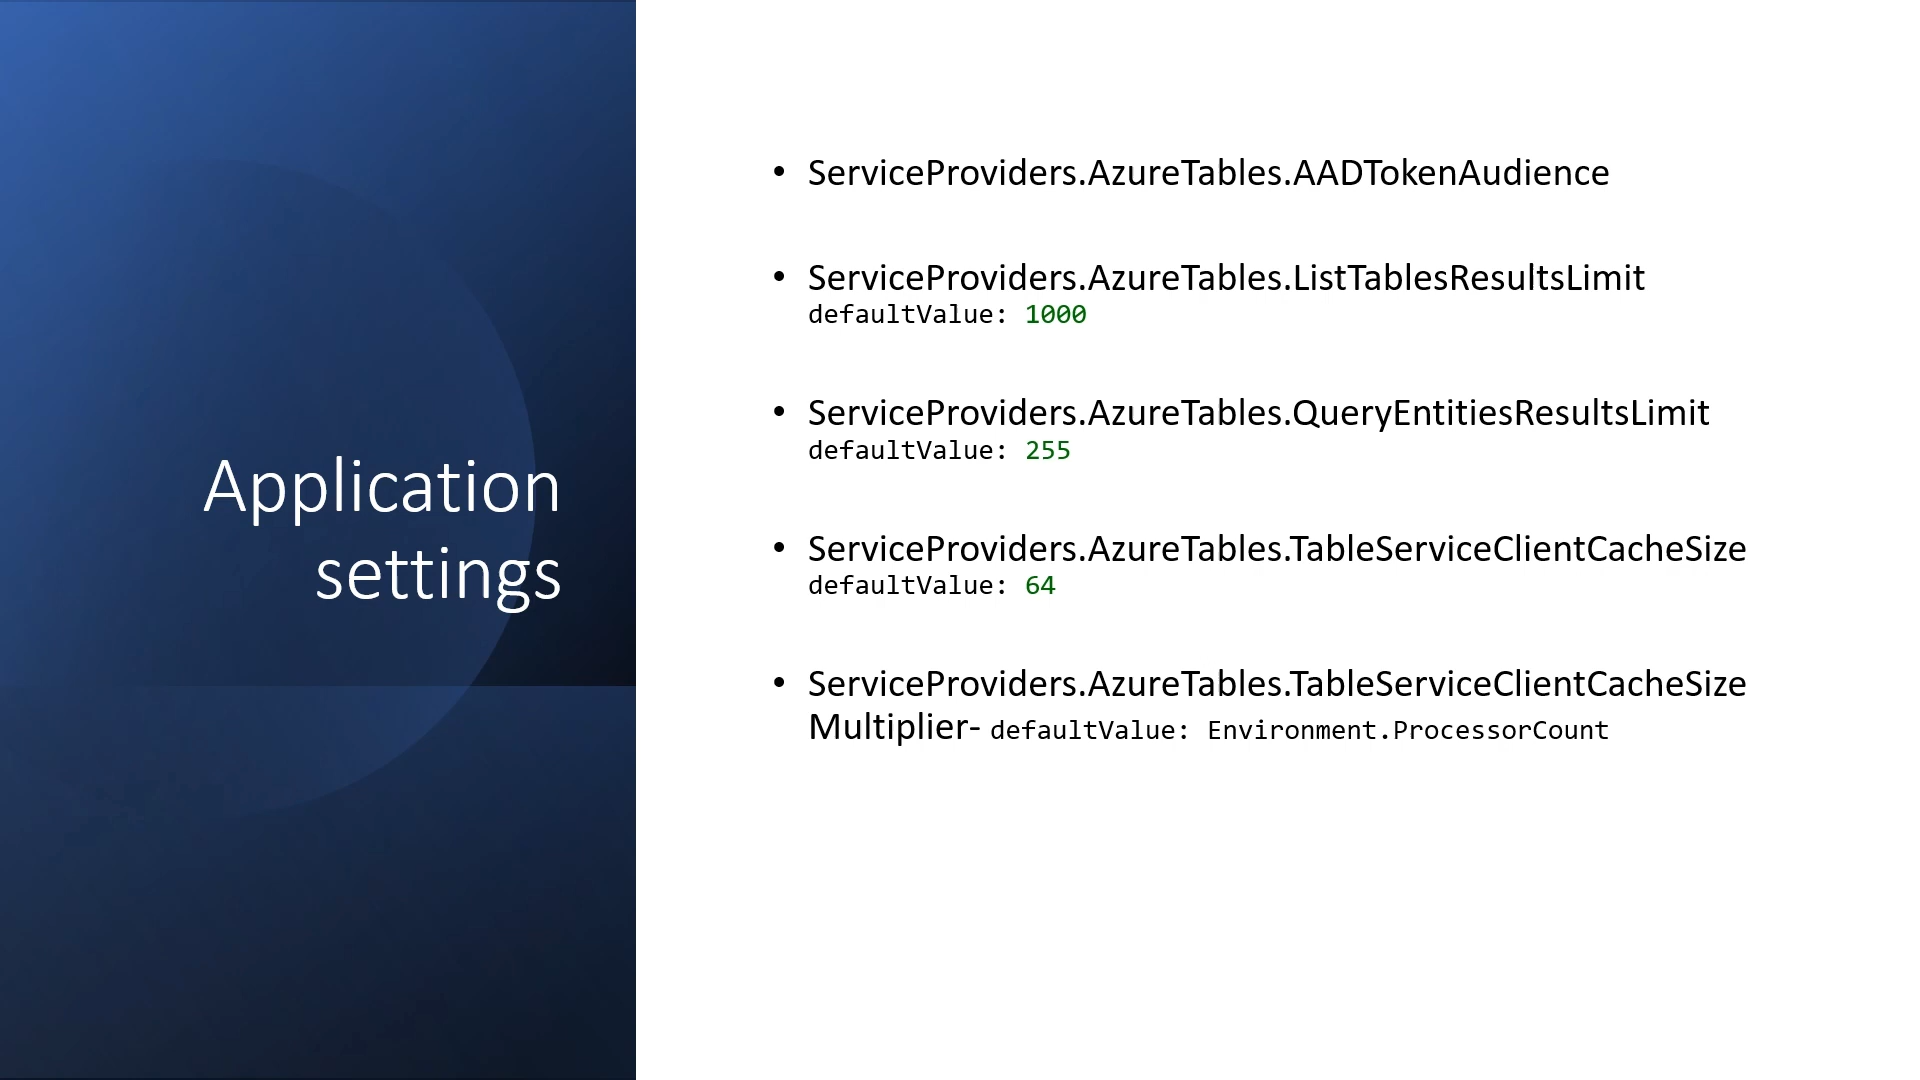 Application
settings
• ServiceProviders.AzureTables.AADTokenAudience
• ServiceProviders.AzureTables.ListTablesResultsLimit
defaultValue: 1000
• ServiceProviders.AzureTables.QueryEntitiesResultsLimit
defaultValue: 255
• ServiceProviders.AzureTables.TableServiceClientCacheSize
defaultValue: 64
• ServiceProviders.AzureTables.TableServiceClientCacheSize
Multiplier- defaultValue: Environment.ProcessorCount